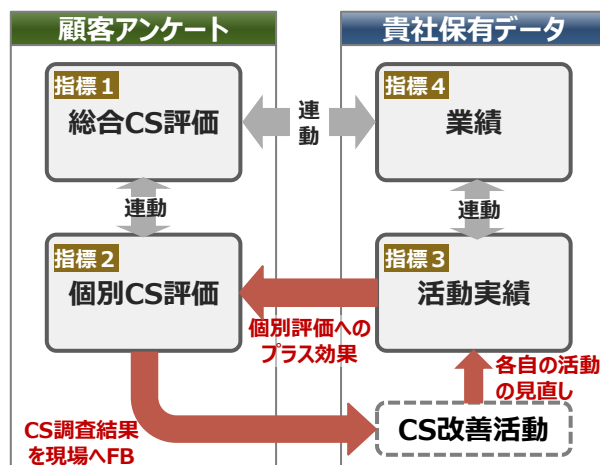 顧客アンケート
貴社保有データ
指標１
総合CS評価
連
動
指標４
業績
連動
連動
指標２
個別CS評価
指標３
活動実績
個別評価への
プラス効果
各自の活動
の見直し
CS調査結果
を現場へFB
CS改善活動